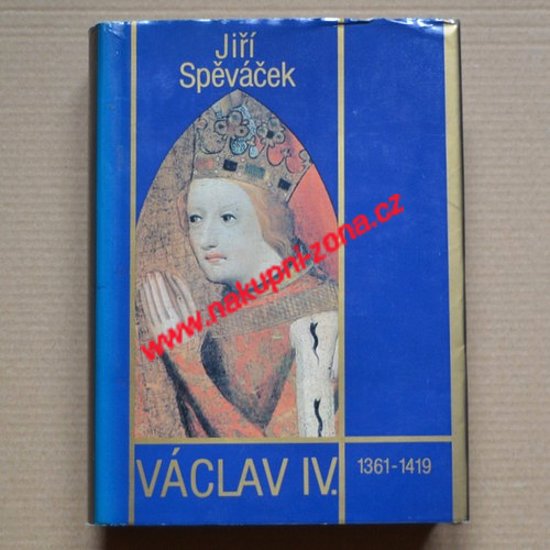 Jiří
Spěváček
www.nakupni-zona.cz
VÁCLAV IV.
1361-1419